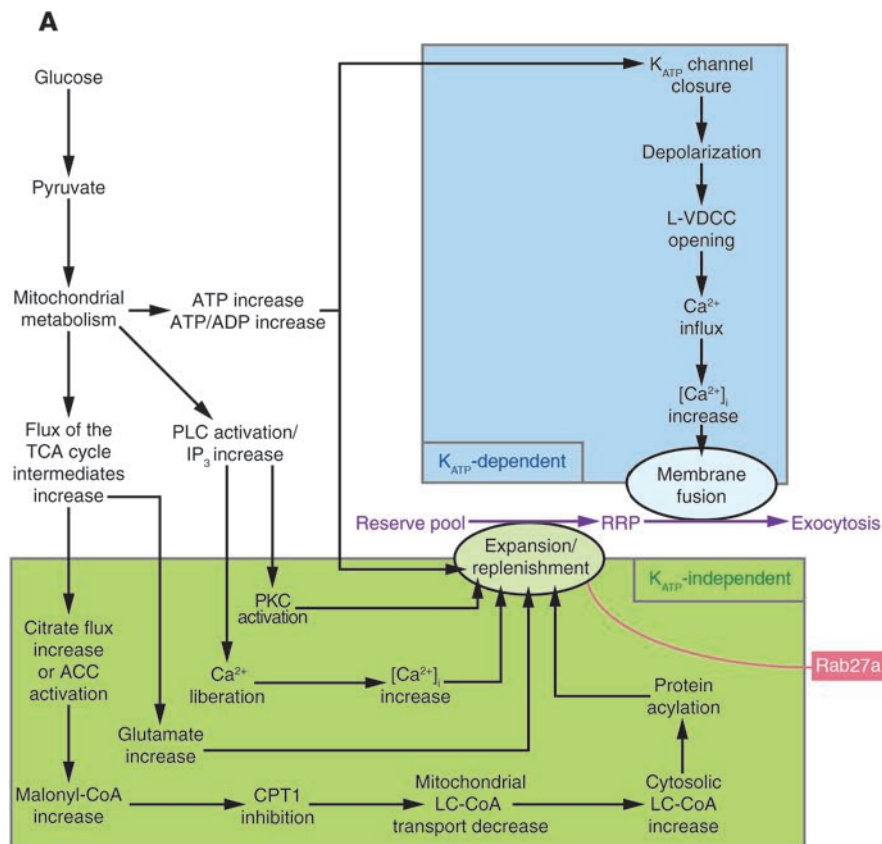 A
Glucose
Pyruvate
Mitochondrial
metabolism
ATP increase
ATP/ADP increase
Flux of the
TCA cycle
intermediates
increase
PLC activation/
IP₃ increase
K_ATP channel
closure
Depolarization
L-VDCC
opening
Ca²⁺
influx
[Ca²⁺]ᵢ
increase
K_ATP-dependent
Membrane
fusion
Reserve pool
RRP
Exocytosis
Expansion/
replenishment
K_ATP-independent
PKC
activation
Citrate flux
increase
or ACC
activation
Ca²⁺
liberation
[Ca²⁺]ᵢ
increase
Rab27a
Protein
acylation
Glutamate
increase
Malonyl-CoA
increase
CPT1
inhibition
Mitochondrial
LC-CoA
transport decrease
Cytosolic
LC-CoA
increase